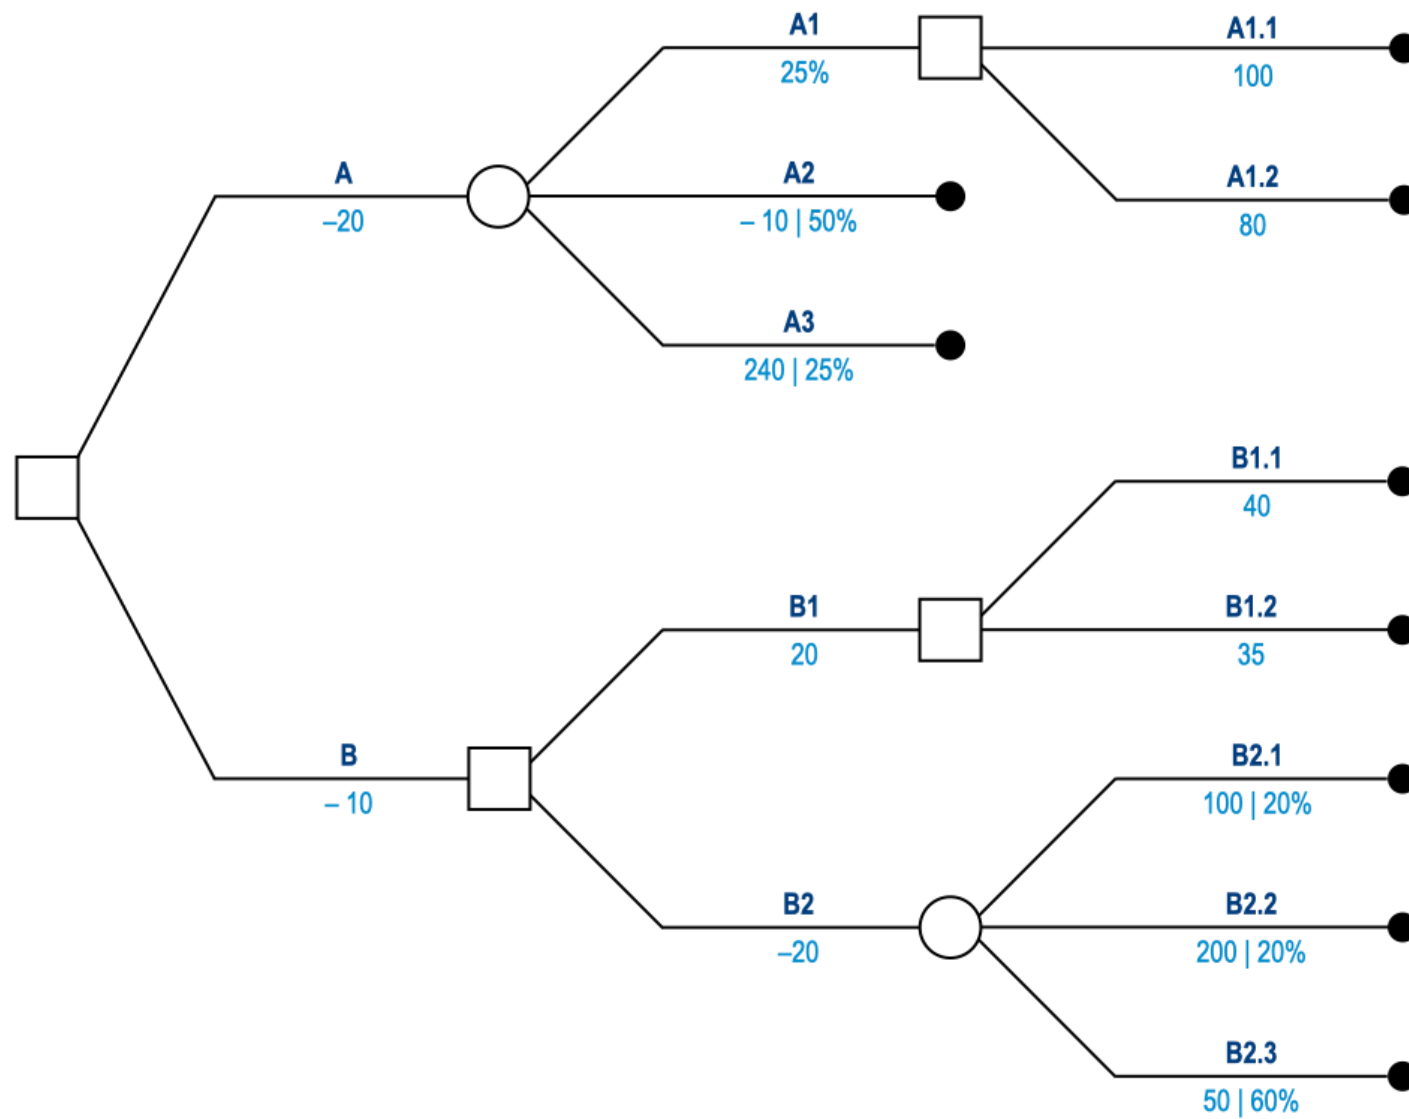 A1
25%
A1.1
100
A
–20
A2
– 10 | 50%
A1.2
80
A3
240 | 25%
B1.1
40
B1
20
B1.2
35
B
– 10
B2.1
100 | 20%
B2
–20
B2.2
200 | 20%
B2.3
50 | 60%